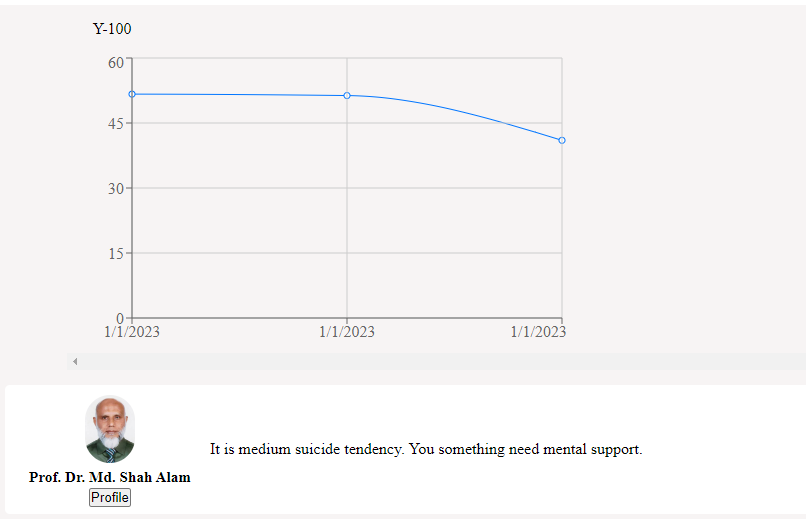 Y-100
60
45
30
15
0
1/1/2023 1/1/2023 1/1/2023
It is medium suicide tendency. You something need mental support.
Prof. Dr. Md. Shah Alam
Profile